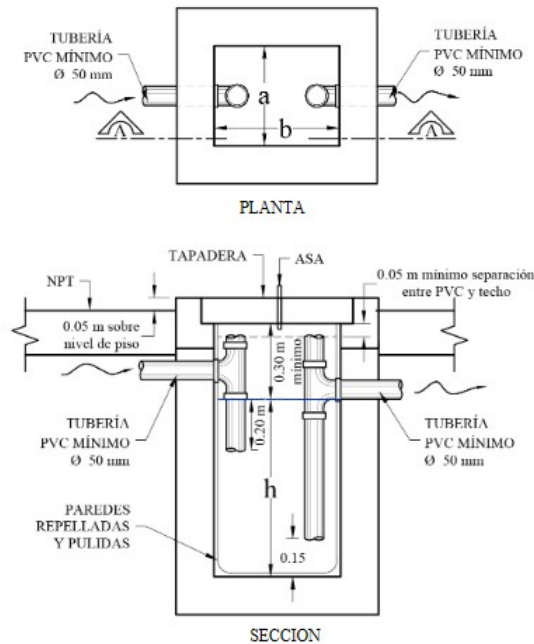 TUBERÍA
PVC MÍNIMO
Ø 50 mm
TUBERÍA
PVC MÍNIMO
Ø 50 mm
a
b
A
A
PLANTA
TAPADERA
ASA
NPT
0.05 m mínimo separación
entre PVC y techo
0.05 m sobre
nivel de piso
0.30 m
mínimo
0.20 m
TUBERÍA
PVC MÍNIMO
Ø 50 mm
TUBERÍA
PVC MÍNIMO
Ø 50 mm
h
PAREDES
REPELLADAS
Y PULIDAS
0.15
SECCION